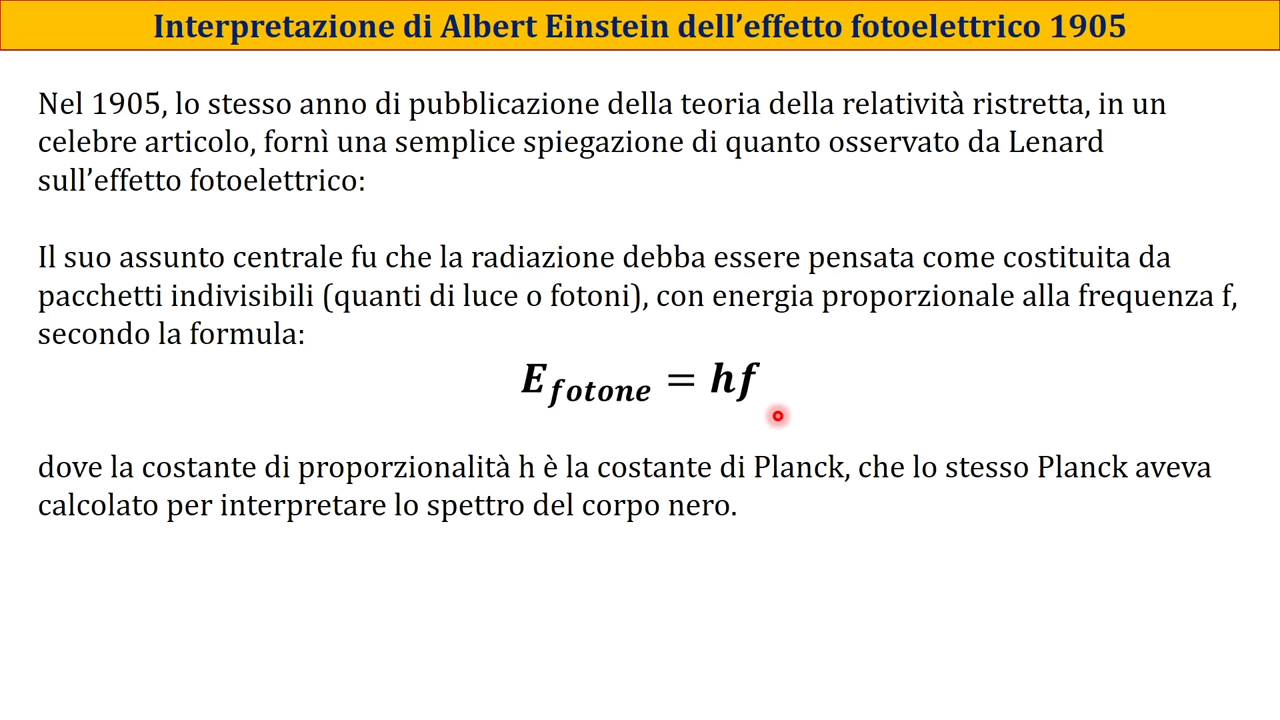 Interpretazione di Albert Einstein dell’effetto fotoelettrico 1905
Nel 1905, lo stesso anno di pubblicazione della teoria della relatività ristretta, in un
celebre articolo, fornì una semplice spiegazione di quanto osservato da Lenard
sull’effetto fotoelettrico:
Il suo assunto centrale fu che la radiazione debba essere pensata come costituita da
pacchetti indivisibili (quanti di luce o fotoni), con energia proporzionale alla frequenza f,
secondo la formula:
E_fotone = hf
dove la costante di proporzionalità h è la costante di Planck, che lo stesso Planck aveva
calcolato per interpretare lo spettro del corpo nero.